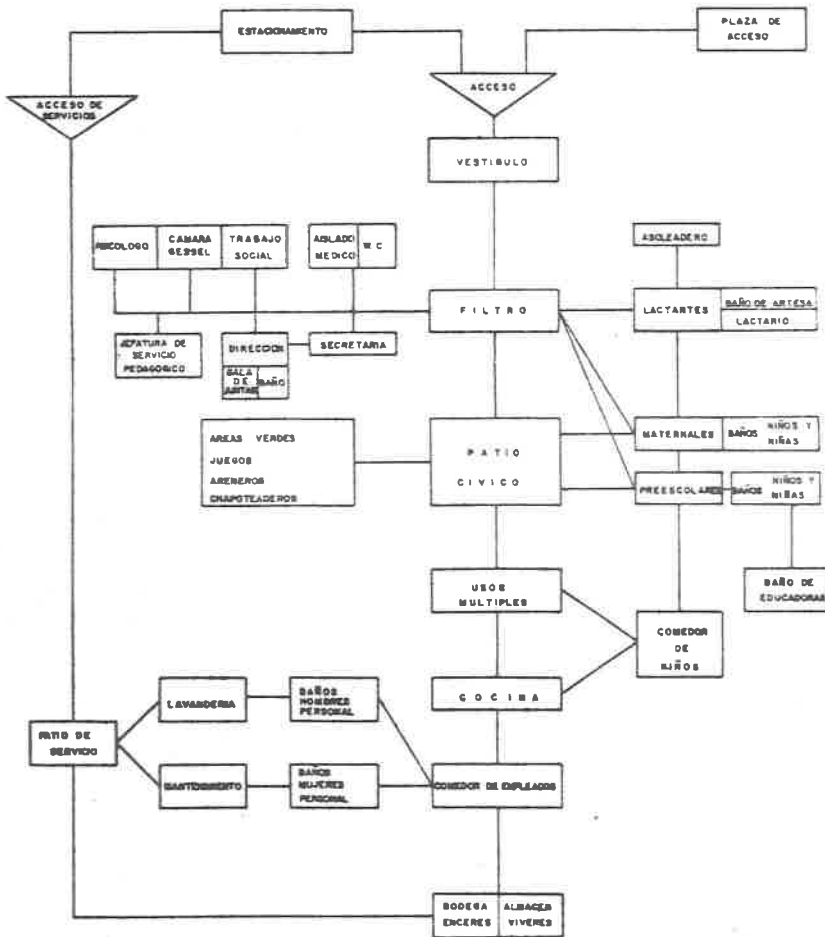 ESTACIONAMIENTO
PLAZA DE
ACCESO
ACCESO DE
SERVICIOS
ACCESO
VESTIBULO
PSICOLOGO
CAMARA
GESSEL
TRABAJO
SOCIAL
AISLADO
MEDICO
W.C
ASOLEADERO
FILTRO
LACTANTES
BAÑO DE ARTESA
LACTARIO
JEFATURA DE
SERVICIO
PEDAGORICO
DIRECCION
SALA
DE
JUNTAS
BAÑO
SECRETARIA
AREAS VERDES
JUEGOS
ARENEROS
CHAPOTEADEROS
PATIO
CIVICO
MATERNALES
BAÑOS NIÑOS Y
NIÑAS
PREESCOLARES
BAÑOS NIÑOS Y
NIÑAS
USOS
MULTIPLES
BAÑO DE
EDUCADORAS
COMEDOR
DE
NIÑOS
COCINA
LAVANDERIA
BAÑOS
HOMBRES
PERSONAL
PATIO DE
SERVICIO
MANTENIMIENTO
BAÑOS
MUJERES
PERSONAL
COMEDOR DE EMPLEADOS
BODEGA
ENCERES
ALMACEN
VIVERES